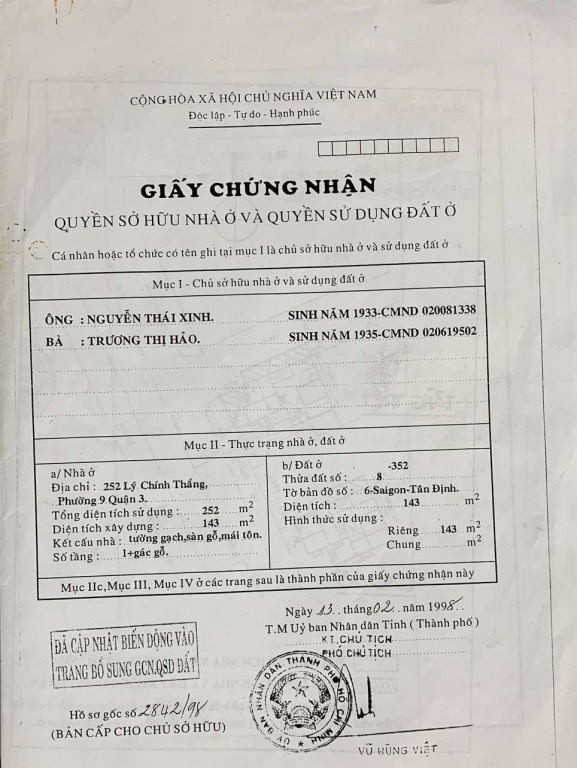 CỘNG HÒA XÃ HỘI CHỦ NGHĨA VIỆT NAM
Độc lập - Tự do - Hạnh phúc
GIẤY CHỨNG NHẬN
QUYỀN SỞ HỮU NHÀ Ở VÀ QUYỀN SỬ DỤNG ĐẤT Ở
Cá nhân hoặc tổ chức có tên ghi tại mục I là chủ sở hữu nhà ở và sử dụng đất ở
Mục I - Chủ sở hữu nhà ở và sử dụng đất ở
ÔNG : NGUYỄN THÁI XINH. SINH NĂM 1933-CMND 020081338
BÀ : TRƯƠNG THỊ HẢO. SINH NĂM 1935-CMND 020619502
Mục II - Thực trạng nhà ở, đất ở
a/ Nhà ở
Địa chỉ : 252 Lý Chính Thắng,
Phường 9 Quận 3.
Tổng diện tích sử dụng : 252 m2
Diện tích xây dựng : 143 m2
Kết cấu nhà : tường gạch,sàn gỗ,mái tôn.
Số tầng : 1+gác gỗ.
b/ Đất ở -352
Thửa đất số : 8
Tờ bản đồ số : 6-Saigon-Tân Định.
Diện tích : 143 m2
Hình thức sử dụng :
Riêng 143 m2
Chung m2
Mục IIc,Mục III, Mục IV ở các trang sau là thành phần của giấy chứng nhận này
Ngày 13 tháng 02 năm 1998
T.M Uỷ ban Nhân dân Tỉnh ( Thành phố )
KT.CHỦ TỊCH
PHÓ CHỦ TỊCH
ĐÃ CẬP NHẬT BIẾN ĐỘNG VÀO
TRANG BỔ SUNG GCN.QSD ĐẤT
ỦY BAN NHÂN DÂN THÀNH PHỐ HỒ CHÍ MINH
Hồ sơ gốc số 2842/98
(BẢN CẤP CHO CHỦ SỞ HỮU)
VŨ HÙNG VIỆT